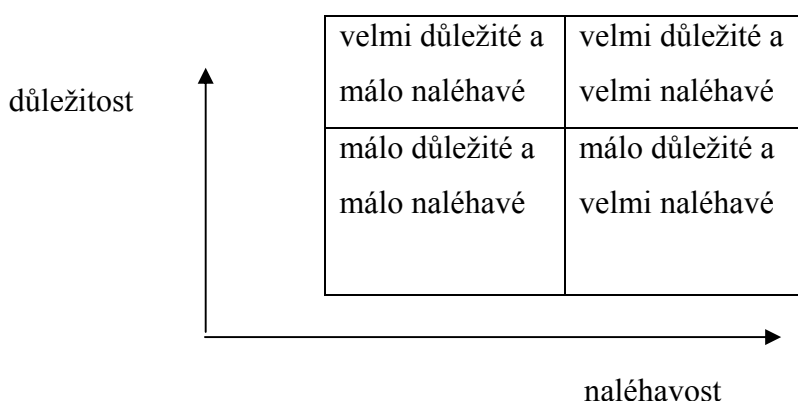 velmi důležité a
málo naléhavé
velmi důležité a
velmi naléhavé
důležitost
málo důležité a
málo naléhavé
málo důležité a
velmi naléhavé
naléhavost